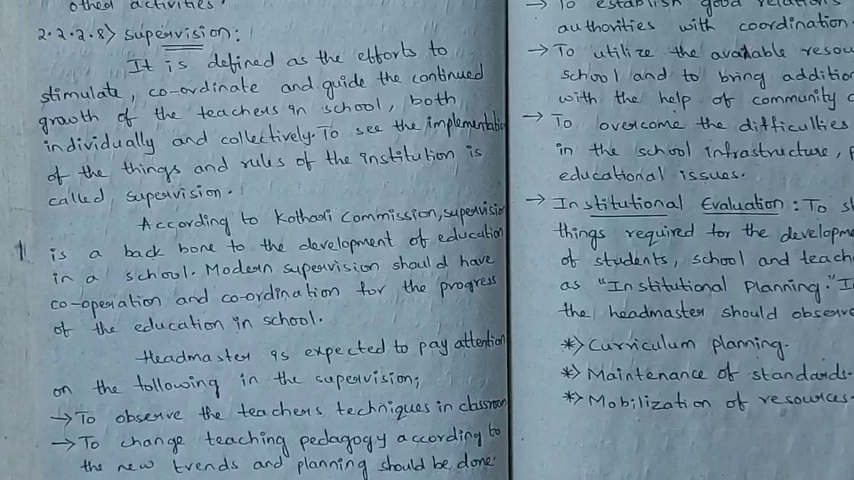 other activities.
2.2.2.8) Supervision:
It is defined as the efforts to
stimulate, co-ordinate and guide the continued
growth of the teachers in school, both
individually and collectively. To see the implementation
of the things and rules of the institution is
called supervision.
According to Kothari Commission, supervision
is a back bone to the development of education
in a school. Modern supervision should have
co-operation and co-ordination for the progress
of the education in school.
Headmaster is expected to pay attention
on the following in the supervision;
→ To observe the teachers techniques in classroom
→ To change teaching pedagogy according to
the new trends and planning should be done.
→ To establish good relations
authorities with coordination
→ To utilize the available
school and to bring
with the help of community
→ To overcome the difficulties
in the school infrastructure,
educational issues.
→ Institutional Evaluation: To
things required for the
of students, school and
as "Institutional Planning."
the headmaster should observe
*> Curriculum planning.
*> Maintenance of standards.
*> Mobilization of resources.